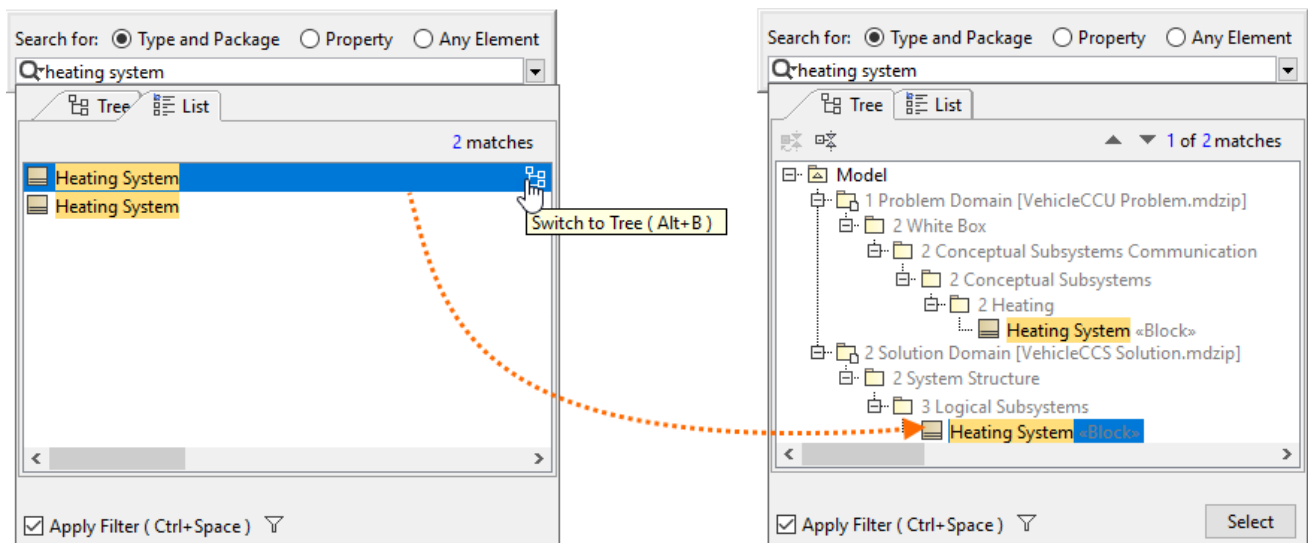 Search for: Type and Package Property Any Element
heating system
Tree List
2 matches
Heating System
Heating System
Switch to Tree ( Alt+B )
Apply Filter ( Ctrl+Space )
Search for: Type and Package Property Any Element
heating system
Tree List
1 of 2 matches
Model
1 Problem Domain [VehicleCCU Problem.mdzip]
2 White Box
2 Conceptual Subsystems Communication
2 Conceptual Subsystems
2 Heating
Heating System «Block»
2 Solution Domain [VehicleCCS Solution.mdzip]
2 System Structure
3 Logical Subsystems
Heating System «Block»
Apply Filter ( Ctrl+Space )
Select